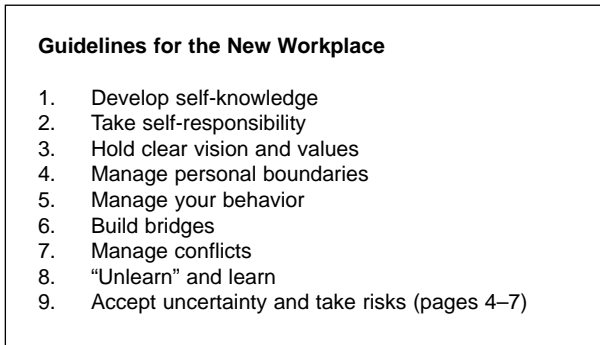 Guidelines for the New Workplace
1. Develop self-knowledge
2. Take self-responsibility
3. Hold clear vision and values
4. Manage personal boundaries
5. Manage your behavior
6. Build bridges
7. Manage conflicts
8. “Unlearn” and learn
9. Accept uncertainty and take risks (pages 4–7)